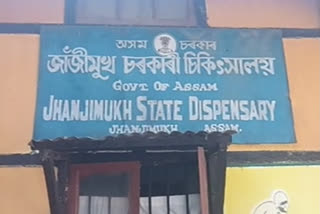 অসম চৰকাৰ
জাঁজীমুখ চৰকাৰী চিকিৎসালয়
GOVT. OF ASSAM
JHANJIMUKH STATE DISPENSARY
JHANJIMUKH ASSAM.